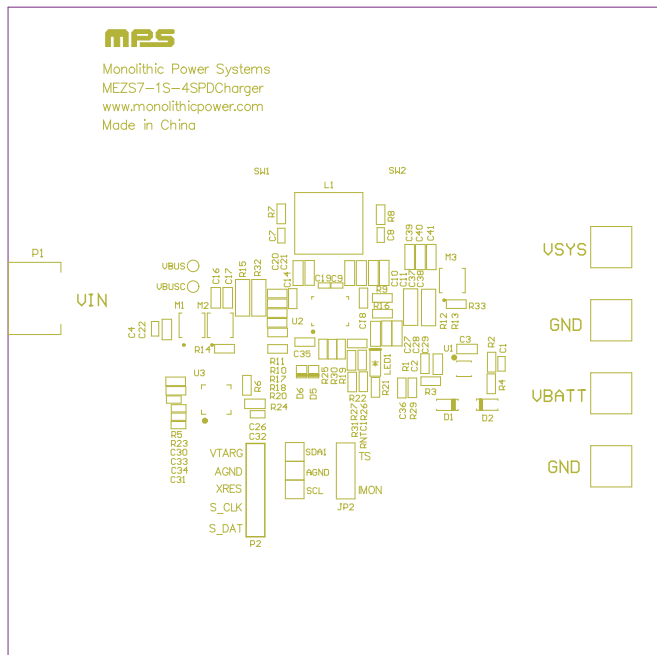 MPS
Monolithic Power Systems
MEZS7-1S-4SPDCharger
www.monolithicpower.com
Made in China
SW1
SW2
L1
R7
R8
C7
C8
C39
C40
C41
M3
P1
VIN
VBUS
VBUSC
C16
C17
R15
R32
C20
C21
C14
C19
C9
C10
C11
C37
C38
R9
R16
C18
R12
R13
R33
VSYS
GND
VBATT
GND
M1
M2
C4
C22
R14
U2
C35
R11
R10
R17
R18
R20
R24
D6
D5
R28
R30
R19
R22
R27
R26
R31
RNTC1
LED1
R21
C27
C28
C29
R1
C2
U1
C3
R2
C1
R3
R4
C36
R29
D1
D2
U3
R6
R5
R23
C30
C33
C34
C31
C26
C32
VTARG
AGND
XRES
S_CLK
S_DAT
P2
SDA1
AGND
SCL
TS
IMON
JP2